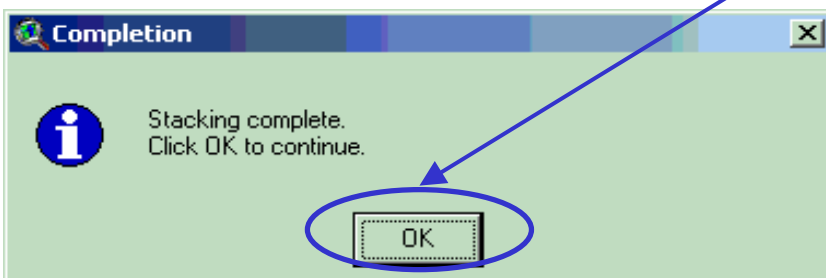 Completion
Stacking complete.
Click OK to continue.
OK